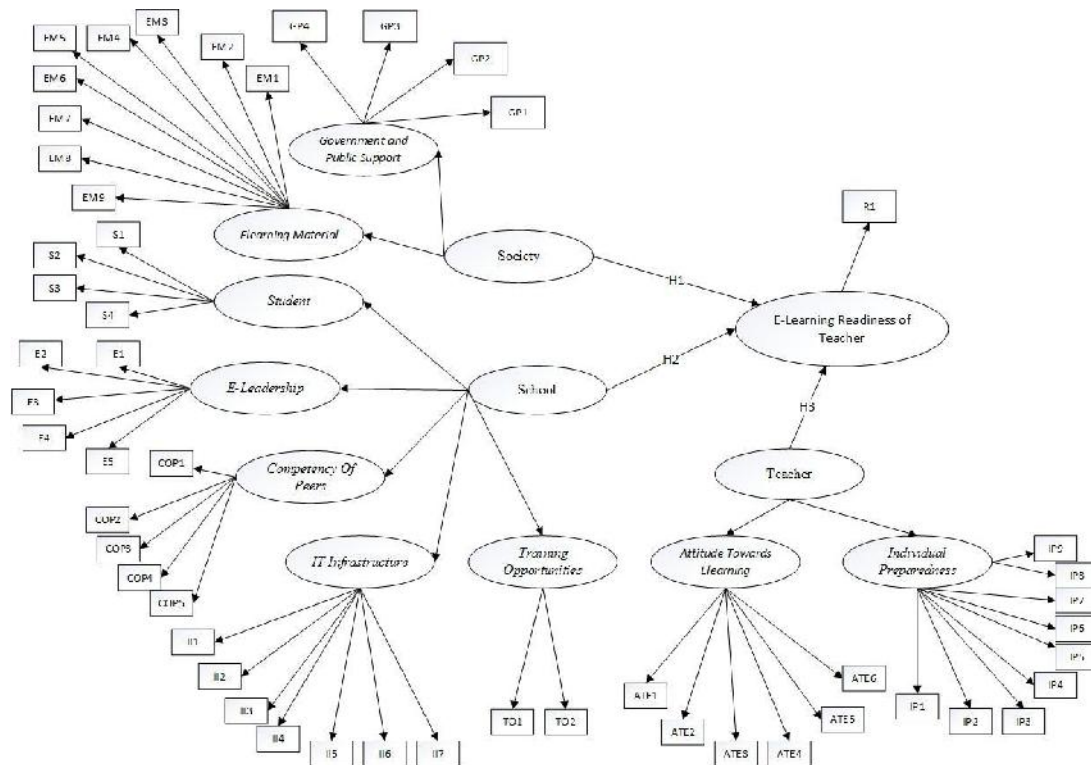 EM3
GP4
GP3
EM5
EM4
EM2
GP2
EM6
EM1
EM7
GP1
Government and
Public Support
EM8
EM9
R1
S1
Elearning Material
Society
S2
H1
S3
Student
S4
E-Learning Readiness of
Teacher
E2
E1
H2
E-Leadership
School
E3
H3
E4
E5
COP1
Competency Of
Peers
Teacher
COP2
COP3
IT Infrastructure
Training
Opportunities
Attitude Towards
Elearning
Individual
Preparedness
IP9
IP8
COP4
IP7
COP5
IP6
II1
IP5
II2
ATE6
IP4
ATE1
IP1
II3
TO1
TO2
ATE2
ATE5
IP2
IP3
II4
II5
II6
II7
ATE3
ATE4